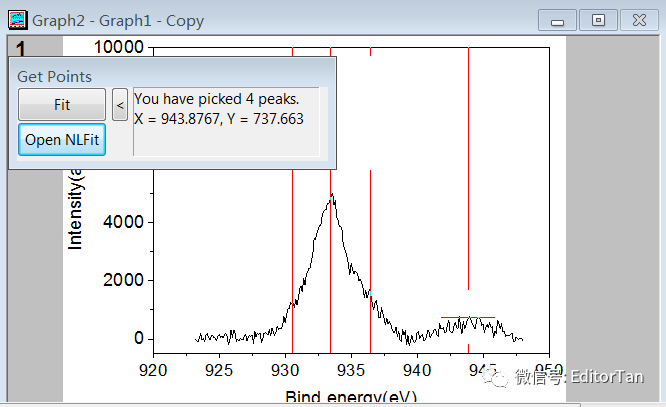 Graph2 - Graph1 - Copy
1
Get Points
Fit
<
You have picked 4 peaks.
X = 943.8767, Y = 737.663
Open NLFit
10000
4000
2000
0
Intensity(a
920
925
930
935
940
945
950
Bind energy(eV)
微信号: EditorTan